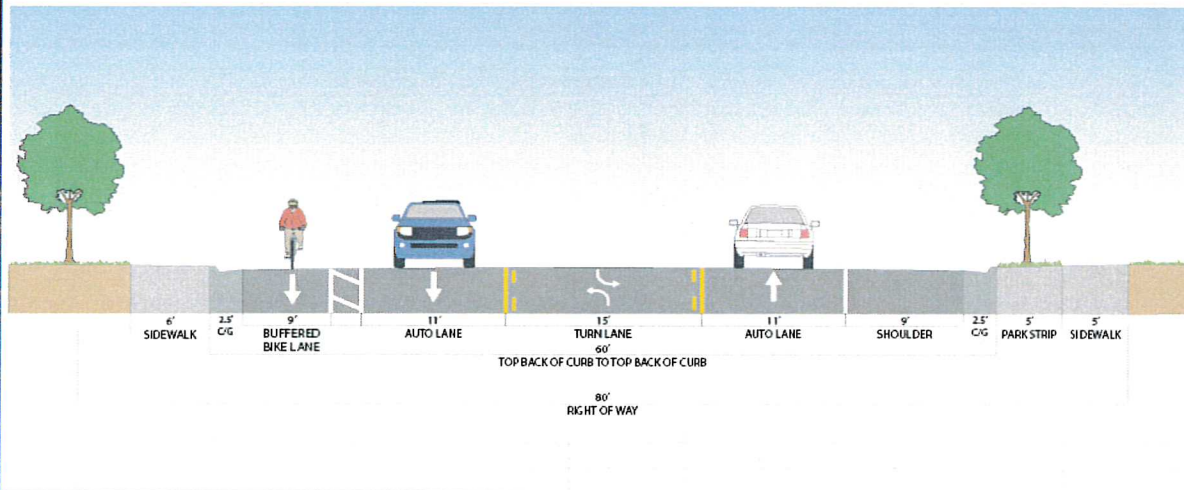 6' 2.5' 9' 11' 15' 11' 9' 2.5' 5' 5'
SIDEWALK C/G BUFFERED BIKE LANE AUTO LANE TURN LANE AUTO LANE SHOULDER C/G PARK STRIP SIDEWALK
60'
TOP BACK OF CURB TO TOP BACK OF CURB
80'
RIGHT OF WAY